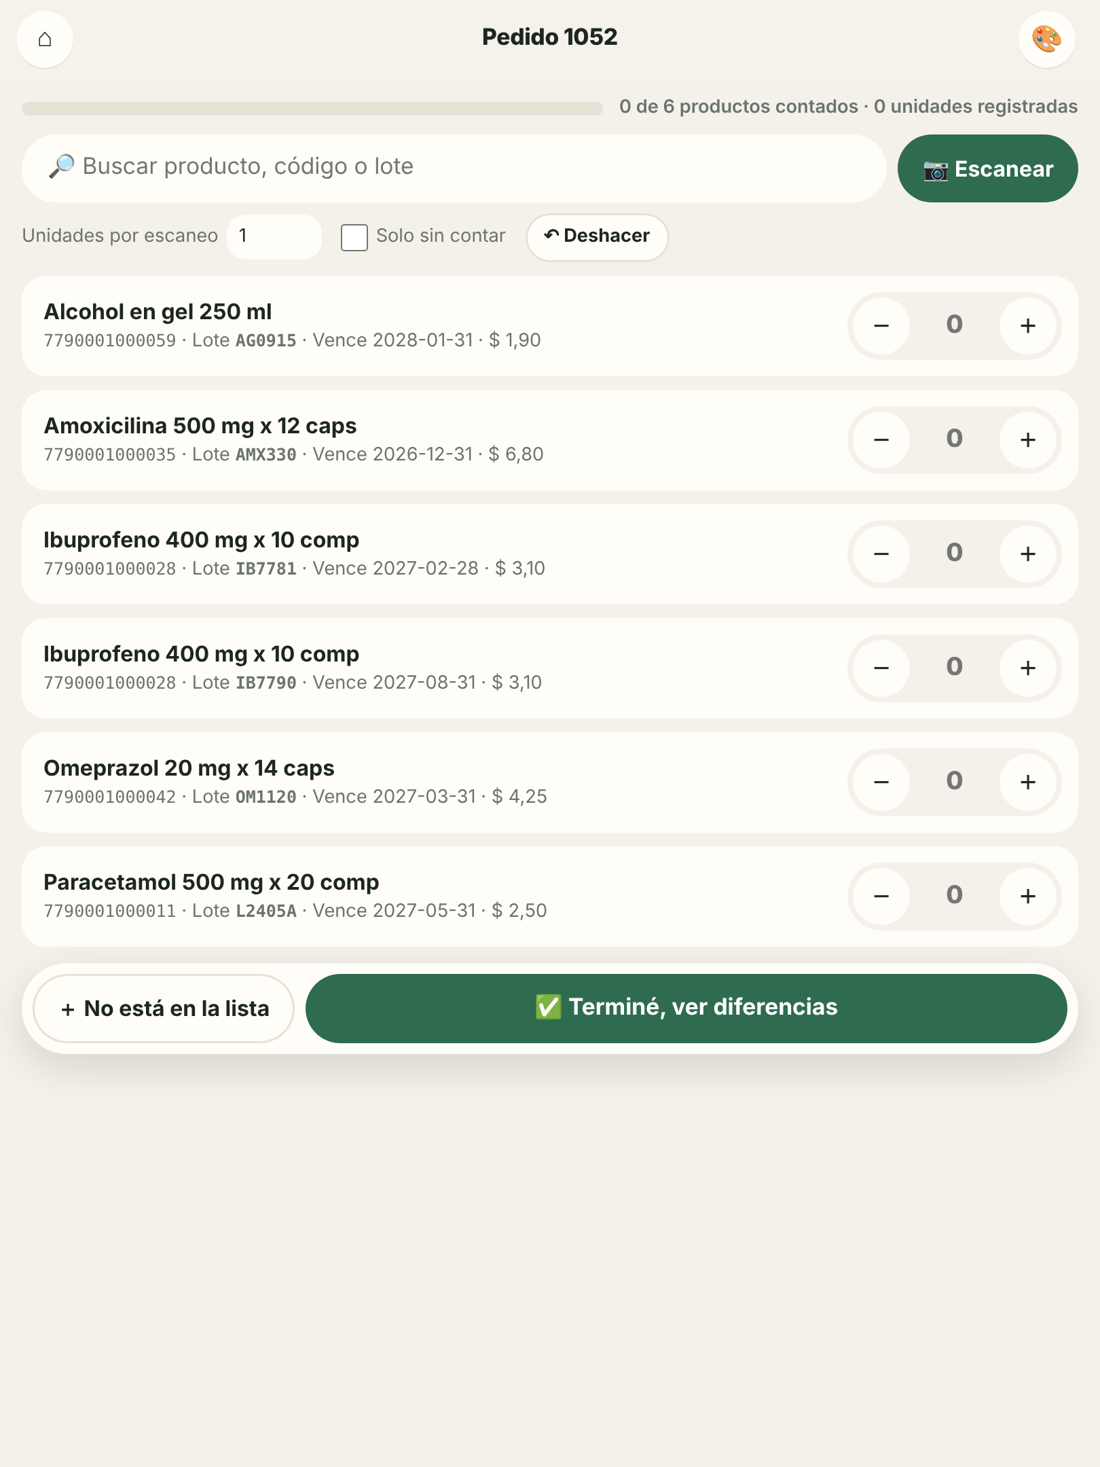 Pedido 1052
0 de 6 productos contados · 0 unidades registradas
Buscar producto, código o lote
Escanear
Unidades por escaneo 1 Solo sin contar ↶ Deshacer
Alcohol en gel 250 ml
7790001000059 · Lote AG0915 · Vence 2028-01-31 · $ 1,90
− 0 +
Amoxicilina 500 mg x 12 caps
7790001000035 · Lote AMX330 · Vence 2026-12-31 · $ 6,80
− 0 +
Ibuprofeno 400 mg x 10 comp
7790001000028 · Lote IB7781 · Vence 2027-02-28 · $ 3,10
− 0 +
Ibuprofeno 400 mg x 10 comp
7790001000028 · Lote IB7790 · Vence 2027-08-31 · $ 3,10
− 0 +
Omeprazol 20 mg x 14 caps
7790001000042 · Lote OM1120 · Vence 2027-03-31 · $ 4,25
− 0 +
Paracetamol 500 mg x 20 comp
7790001000011 · Lote L2405A · Vence 2027-05-31 · $ 2,50
− 0 +
+ No está en la lista
✅ Terminé, ver diferencias